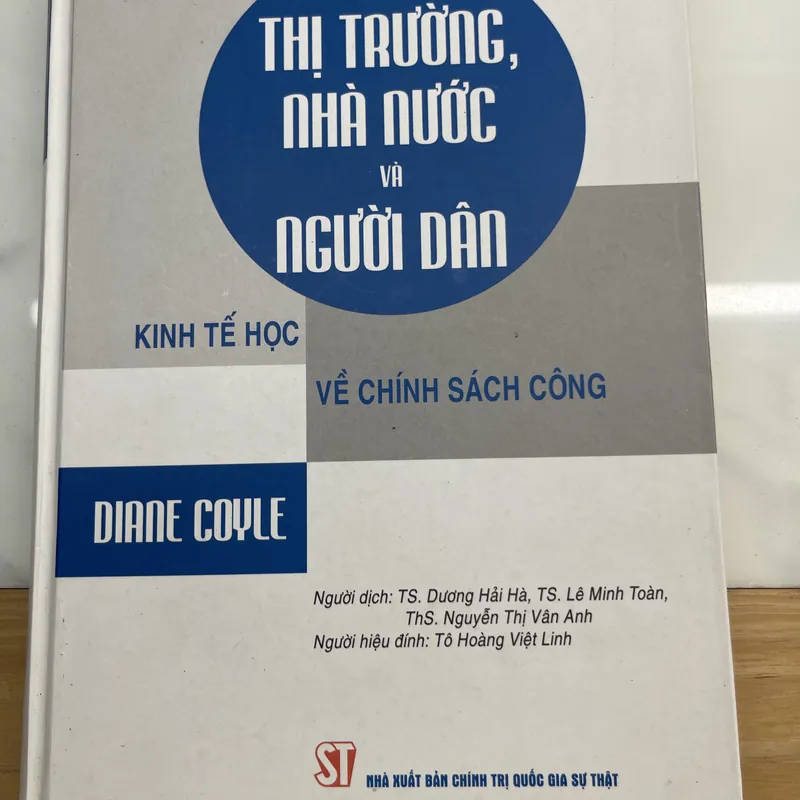 THỊ TRƯỜNG,
NHÀ NƯỚC
VÀ
NGƯỜI DÂN
KINH TẾ HỌC
VỀ CHÍNH SÁCH CÔNG
DIANE COYLE
Người dịch: TS. Dương Hải Hà, TS. Lê Minh Toàn,
ThS. Nguyễn Thị Vân Anh
Người hiệu đính: Tô Hoàng Việt Linh
ST
NHÀ XUẤT BẢN CHÍNH TRỊ QUỐC GIA SỰ THẬT